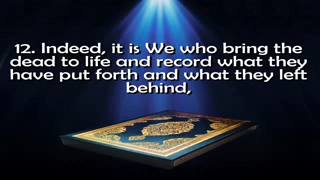 12. Indeed, it is We who bring the
dead to life and record what they
have put forth and what they left
behind,